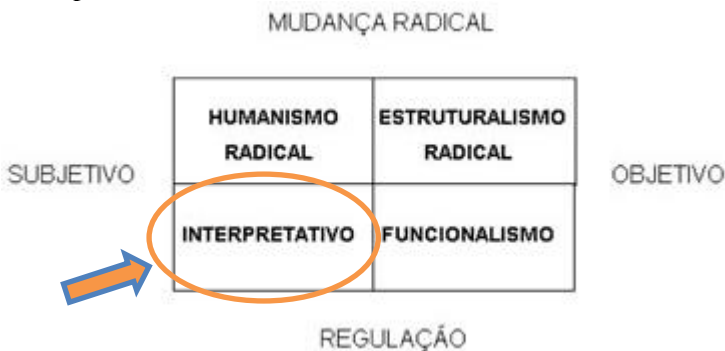 MUDANÇA RADICAL
HUMANISMO
RADICAL
ESTRUTURALISMO
RADICAL
SUBJETIVO
OBJETIVO
INTERPRETATIVO
FUNCIONALISMO
REGULAÇÃO